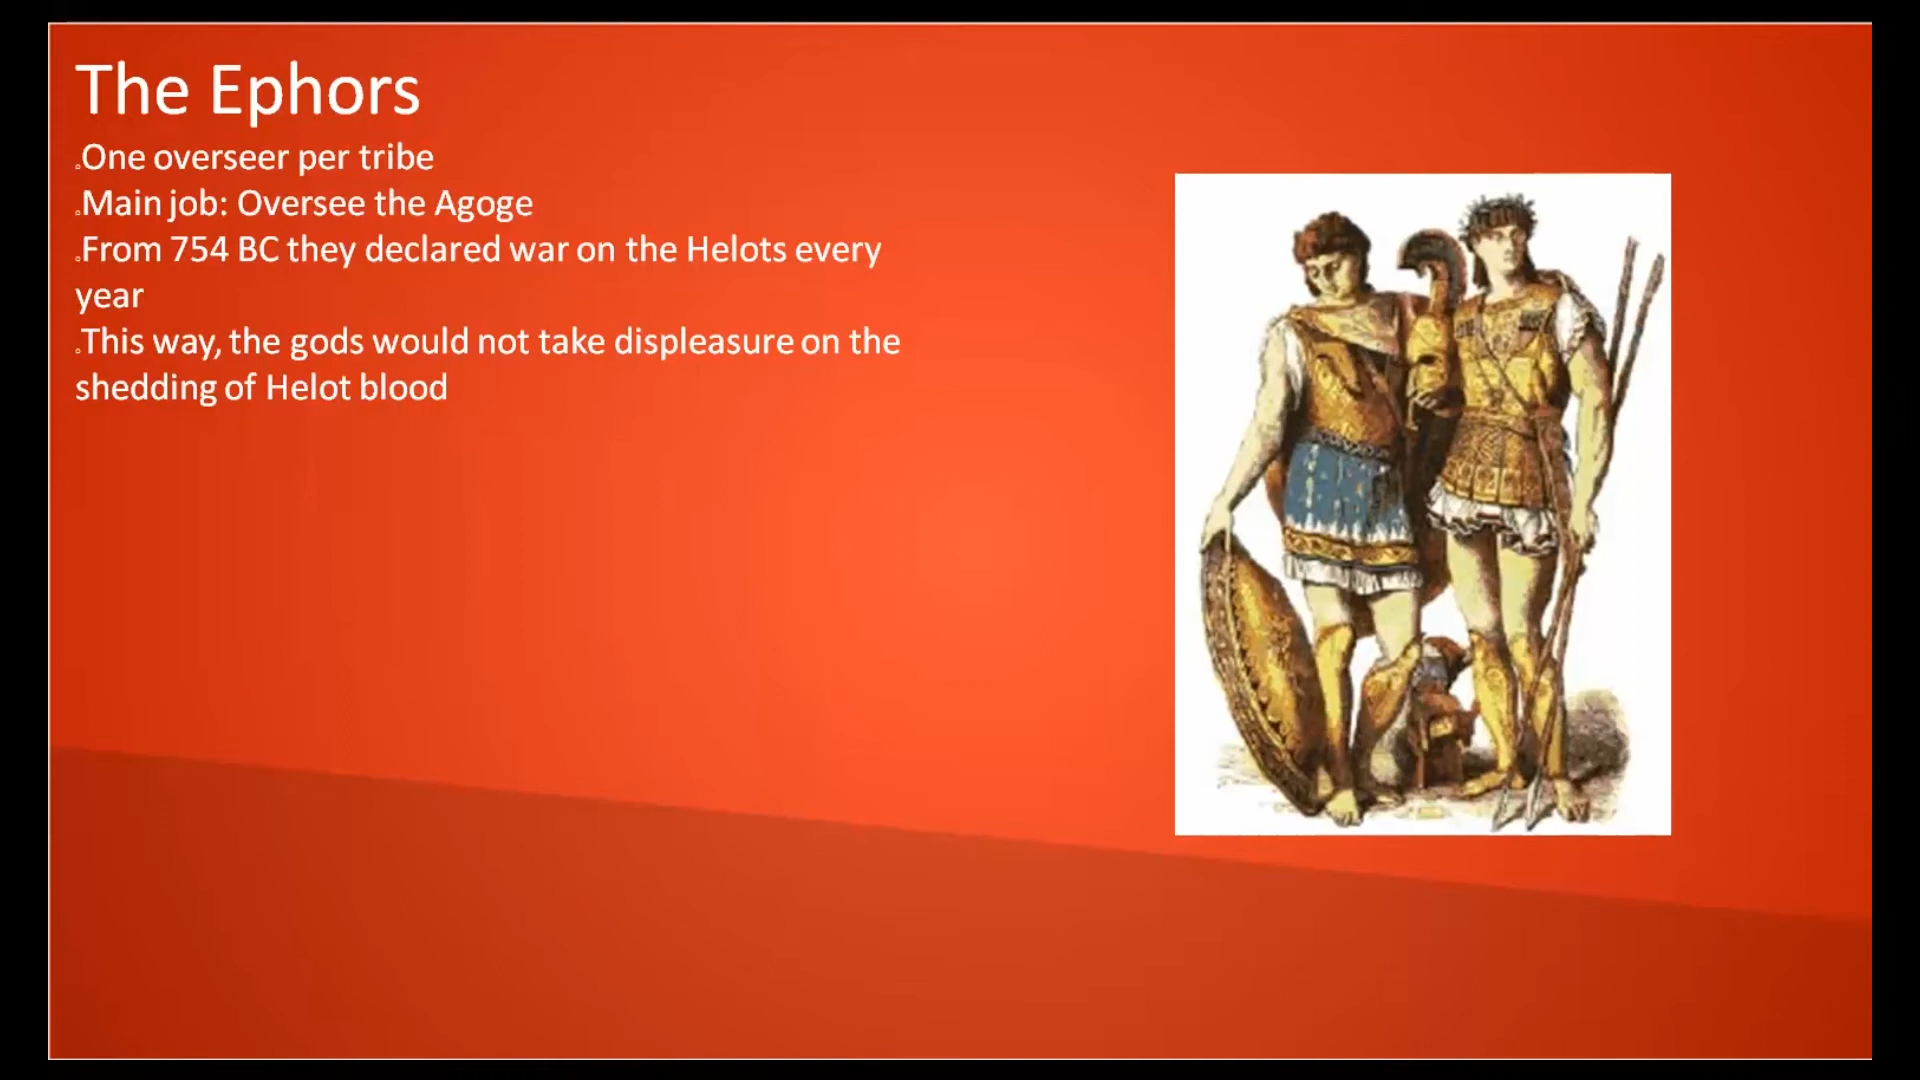 The Ephors
One overseer per tribe
Main job: Oversee the Agoge
From 754 BC they declared war on the Helots every
year
This way, the gods would not take displeasure on the
shedding of Helot blood